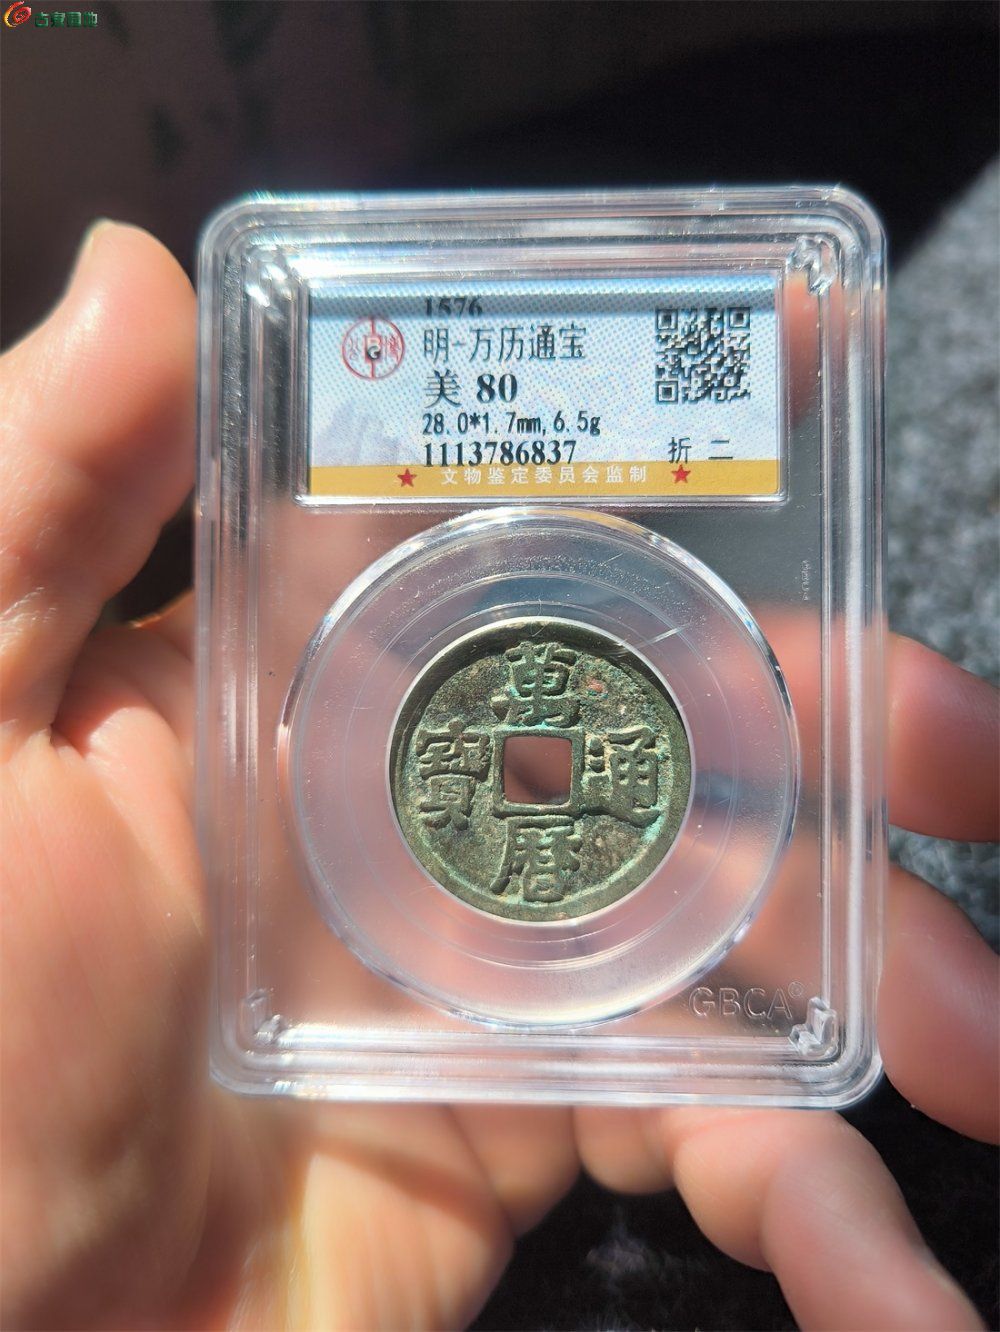 古泉园地
1576
明-万历通宝
美 80
28.0*1.7mm,6.5g
1113786837
折 二
文物鉴定委员会监制
萬曆通寶
GBCA®